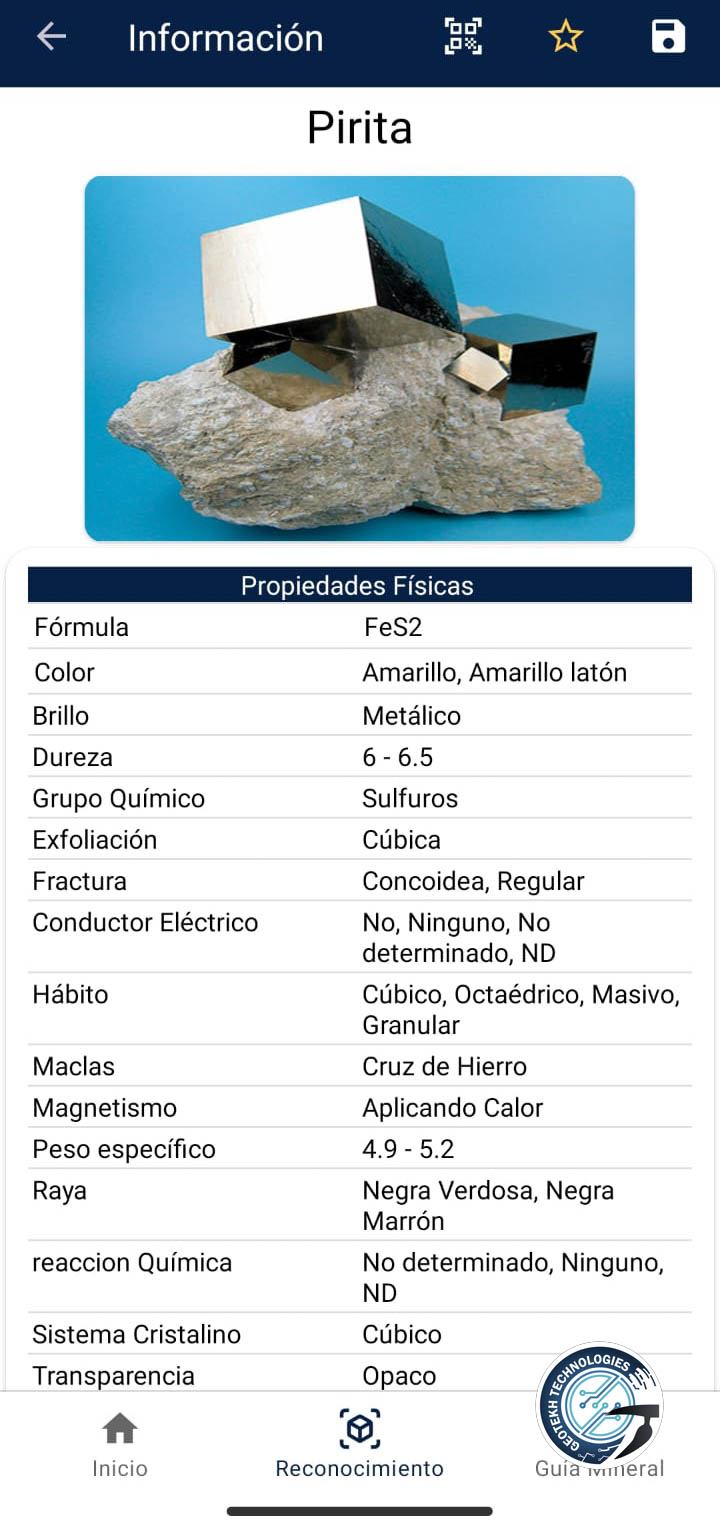 Información
Pirita
Propiedades Físicas
Fórmula FeS2
Color Amarillo, Amarillo latón
Brillo Metálico
Dureza 6 - 6.5
Grupo Químico Sulfuros
Exfoliación Cúbica
Fractura Concoidea, Regular
Conductor Eléctrico No, Ninguno, No
determinado, ND
Hábito Cúbico, Octaédrico, Masivo,
Granular
Maclas Cruz de Hierro
Magnetismo Aplicando Calor
Peso específico 4.9 - 5.2
Raya Negra Verdosa, Negra
Marrón
reaccion Química No determinado, Ninguno,
ND
Sistema Cristalino Cúbico
Transparencia Opaco
GEOTEKH TECHNOLOGIES
Inicio Reconocimiento Guía Mineral